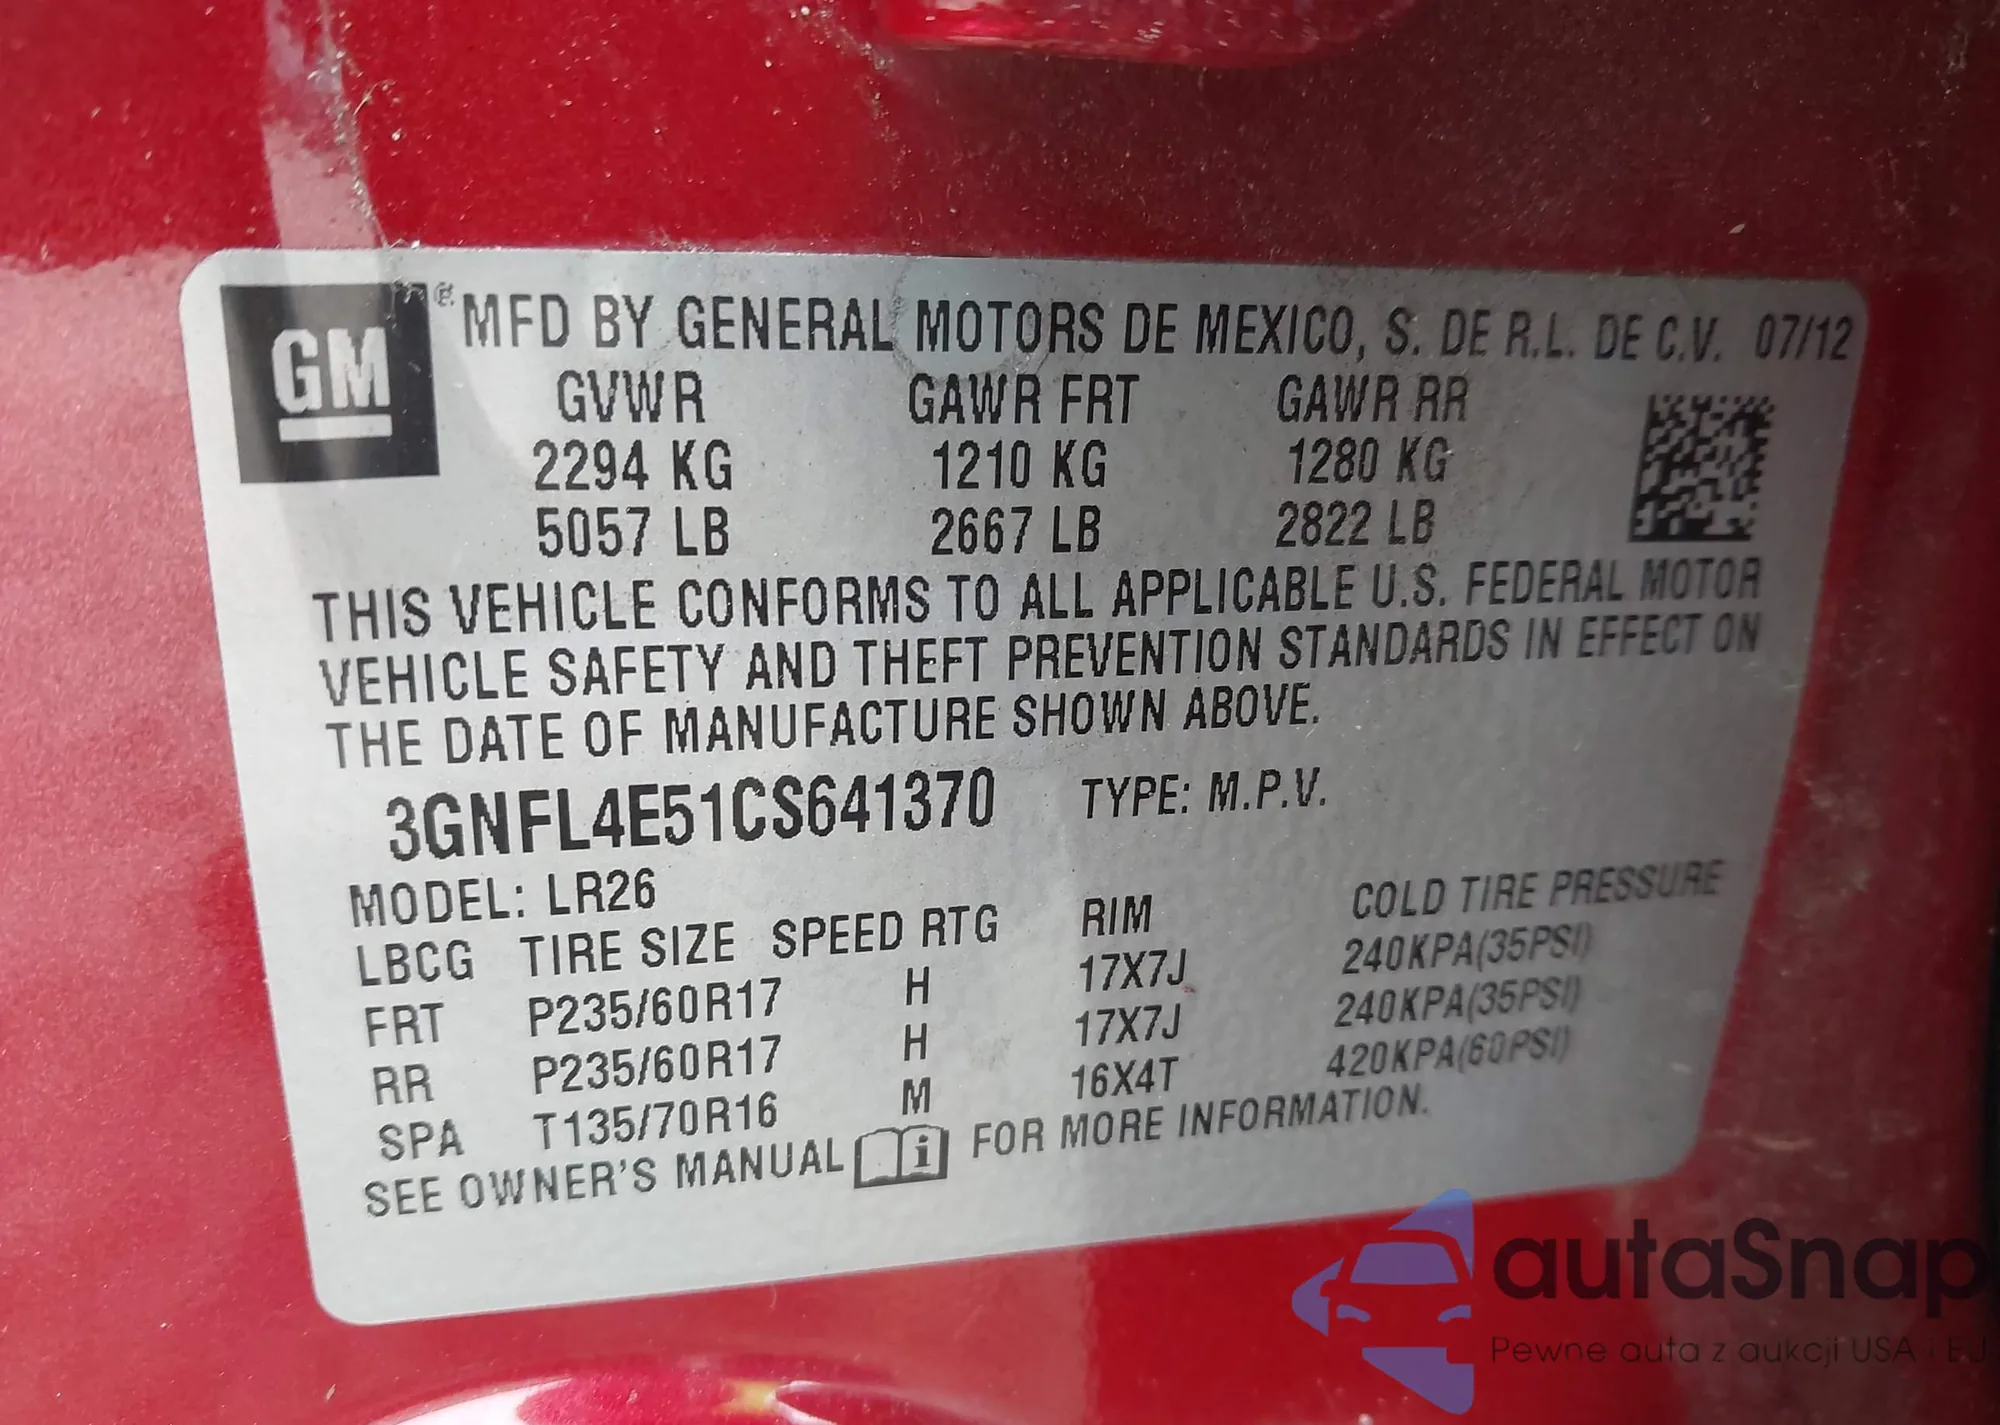 GM ® MFD BY GENERAL MOTORS DE MEXICO, S. DE R.L. DE C.V. 07/12
GVWR GAWR FRT GAWR RR
2294 KG 1210 KG 1280 KG
5057 LB 2667 LB 2822 LB
THIS VEHICLE CONFORMS TO ALL APPLICABLE U.S. FEDERAL MOTOR
VEHICLE SAFETY AND THEFT PREVENTION STANDARDS IN EFFECT ON
THE DATE OF MANUFACTURE SHOWN ABOVE.
3GNFL4E51CS641370 TYPE: M.P.V.
MODEL: LR26
LBCG TIRE SIZE SPEED RTG RIM COLD TIRE PRESSURE
FRT P235/60R17 H 17X7J 240KPA(35PSI)
RR P235/60R17 H 17X7J 240KPA(35PSI)
SPA T135/70R16 M 16X4T 420KPA(60PSI)
SEE OWNER'S MANUAL i FOR MORE INFORMATION.
autaSnap
Pewne auta z aukcji USA i EU